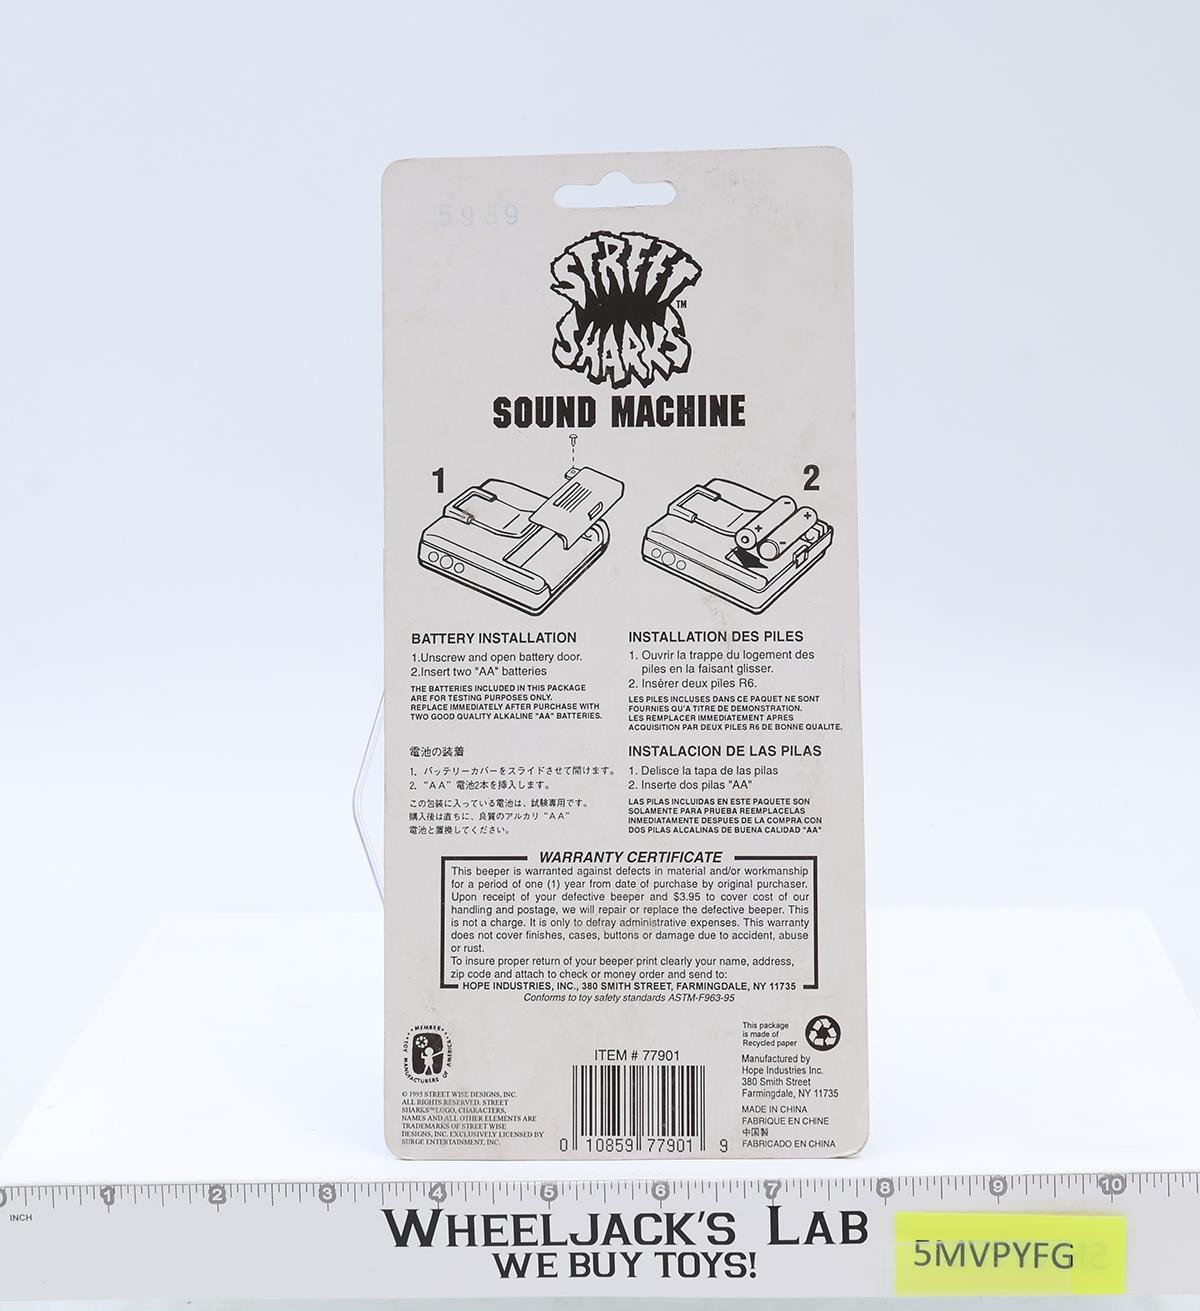 5939
STREET
SHARKS™
SOUND MACHINE
1
2
BATTERY INSTALLATION
1.Unscrew and open battery door.
2.Insert two "AA" batteries
THE BATTERIES INCLUDED IN THIS PACKAGE
ARE FOR TESTING PURPOSES ONLY.
REPLACE IMMEDIATELY AFTER PURCHASE WITH
TWO GOOD QUALITY ALKALINE "AA" BATTERIES.
INSTALLATION DES PILES
1. Ouvrir la trappe du logement des
piles en la faisant glisser.
2. Insérer deux piles R6.
LES PILES INCLUSES DANS CE PAQUET NE SONT
FOURNIES QU'A TITRE DE DEMONSTRATION.
LES REMPLACER IMMEDIATEMENT APRES
ACQUISITION PAR DEUX PILES R6 DE BONNE QUALITE.
電池の装着
1. バッテリーカバーをスライドさせて開けます。
2. "AA" 電池2本を挿入します。
この包装に入っている電池は、試験専用です。
購入後は直ちに、良質のアルカリ "AA"
電池と置換してください。
INSTALACION DE LAS PILAS
1. Delisce la tapa de las pilas
2. Inserte dos pilas "AA"
LAS PILAS INCLUIDAS EN ESTE PAQUETE SON
SOLAMENTE PARA PRUEBA REEMPLACELAS
INMEDIATAMENTE DESPUES DE LA COMPRA CON
DOS PILAS ALCALINAS DE BUENA CALIDAD "AA"
WARRANTY CERTIFICATE
This beeper is warranted against defects in material and/or workmanship
for a period of one (1) year from date of purchase by original purchaser.
Upon receipt of your defective beeper and $3.95 to cover cost of our
handling and postage, we will repair or replace the defective beeper. This
is not a charge. It is only to defray administrative expenses. This warranty
does not cover finishes, cases, buttons or damage due to accident, abuse
or rust.
To insure proper return of your beeper print clearly your name, address,
zip code and attach to check or money order and send to:
HOPE INDUSTRIES, INC., 380 SMITH STREET, FARMINGDALE, NY 11735
Conforms to toy safety standards ASTM-F963-95
MEMBER
TOY MANUFACTURERS OF AMERICA
© 1995 STREET WISE DESIGNS, INC.
ALL RIGHTS RESERVED. STREET
SHARKS™LOGO, CHARACTERS,
NAMES AND ALL OTHER ELEMENTS ARE
TRADEMARKS OF STREET WISE
DESIGNS, INC. EXCLUSIVELY LICENSED BY
SURGE ENTERTAINMENT, INC.
ITEM # 77901
0 10859 77901 9
This package
is made of
Recycled paper
Manufactured by
Hope Industries Inc.
380 Smith Street
Farmingdale, NY 11735
MADE IN CHINA
FABRIQUE EN CHINE
中国製
FABRICADO EN CHINA
0 1 2 3 4 5 6 7 8 9 10
INCH
WHEELJACK'S LAB
WE BUY TOYS!
5MVPYFG